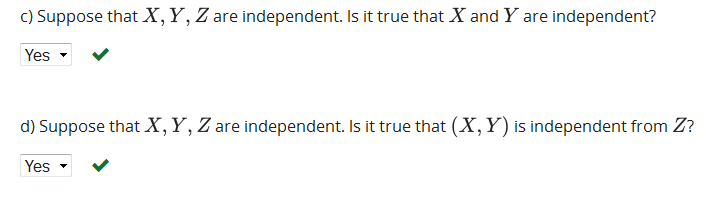 c) Suppose that X, Y, Z are independent. Is it true that X and Y are independent?
Yes
d) Suppose that X, Y, Z are independent. Is it true that (X, Y) is independent from Z?
Yes